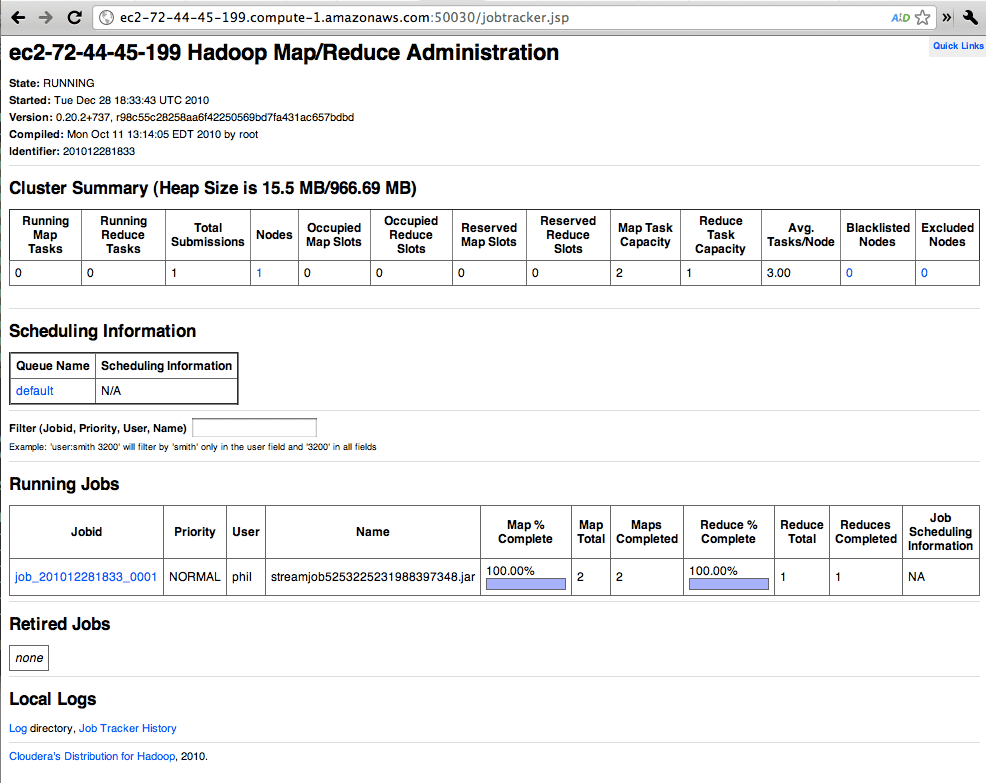 ec2-72-44-45-199.compute-1.amazonaws.com:50030/jobtracker.jsp
ec2-72-44-45-199 Hadoop Map/Reduce Administration
Quick Links
State: RUNNING
Started: Tue Dec 28 18:33:43 UTC 2010
Version: 0.20.2+737, r98c55c28258aa6f42250569bd7fa431ac657bdbd
Compiled: Mon Oct 11 13:14:05 EDT 2010 by root
Identifier: 201012281833
Cluster Summary (Heap Size is 15.5 MB/966.69 MB)
Running Map Tasks Running Reduce Tasks Total Submissions Nodes Occupied Map Slots Occupied Reduce Slots Reserved Map Slots Reserved Reduce Slots Map Task Capacity Reduce Task Capacity Avg. Tasks/Node Blacklisted Nodes Excluded Nodes
0 0 1 1 0 0 0 0 2 1 3.00 0 0
Scheduling Information
Queue Name Scheduling Information
default N/A
Filter (Jobid, Priority, User, Name)
Example: 'user:smith 3200' will filter by 'smith' only in the user field and '3200' in all fields
Running Jobs
Jobid Priority User Name Map % Complete Map Total Maps Completed Reduce % Complete Reduce Total Reduces Completed Job Scheduling Information
job_201012281833_0001 NORMAL phil streamjob5253225231988397348.jar 100.00% 2 2 100.00% 1 1 NA
Retired Jobs
none
Local Logs
Log directory, Job Tracker History
Cloudera's Distribution for Hadoop, 2010.